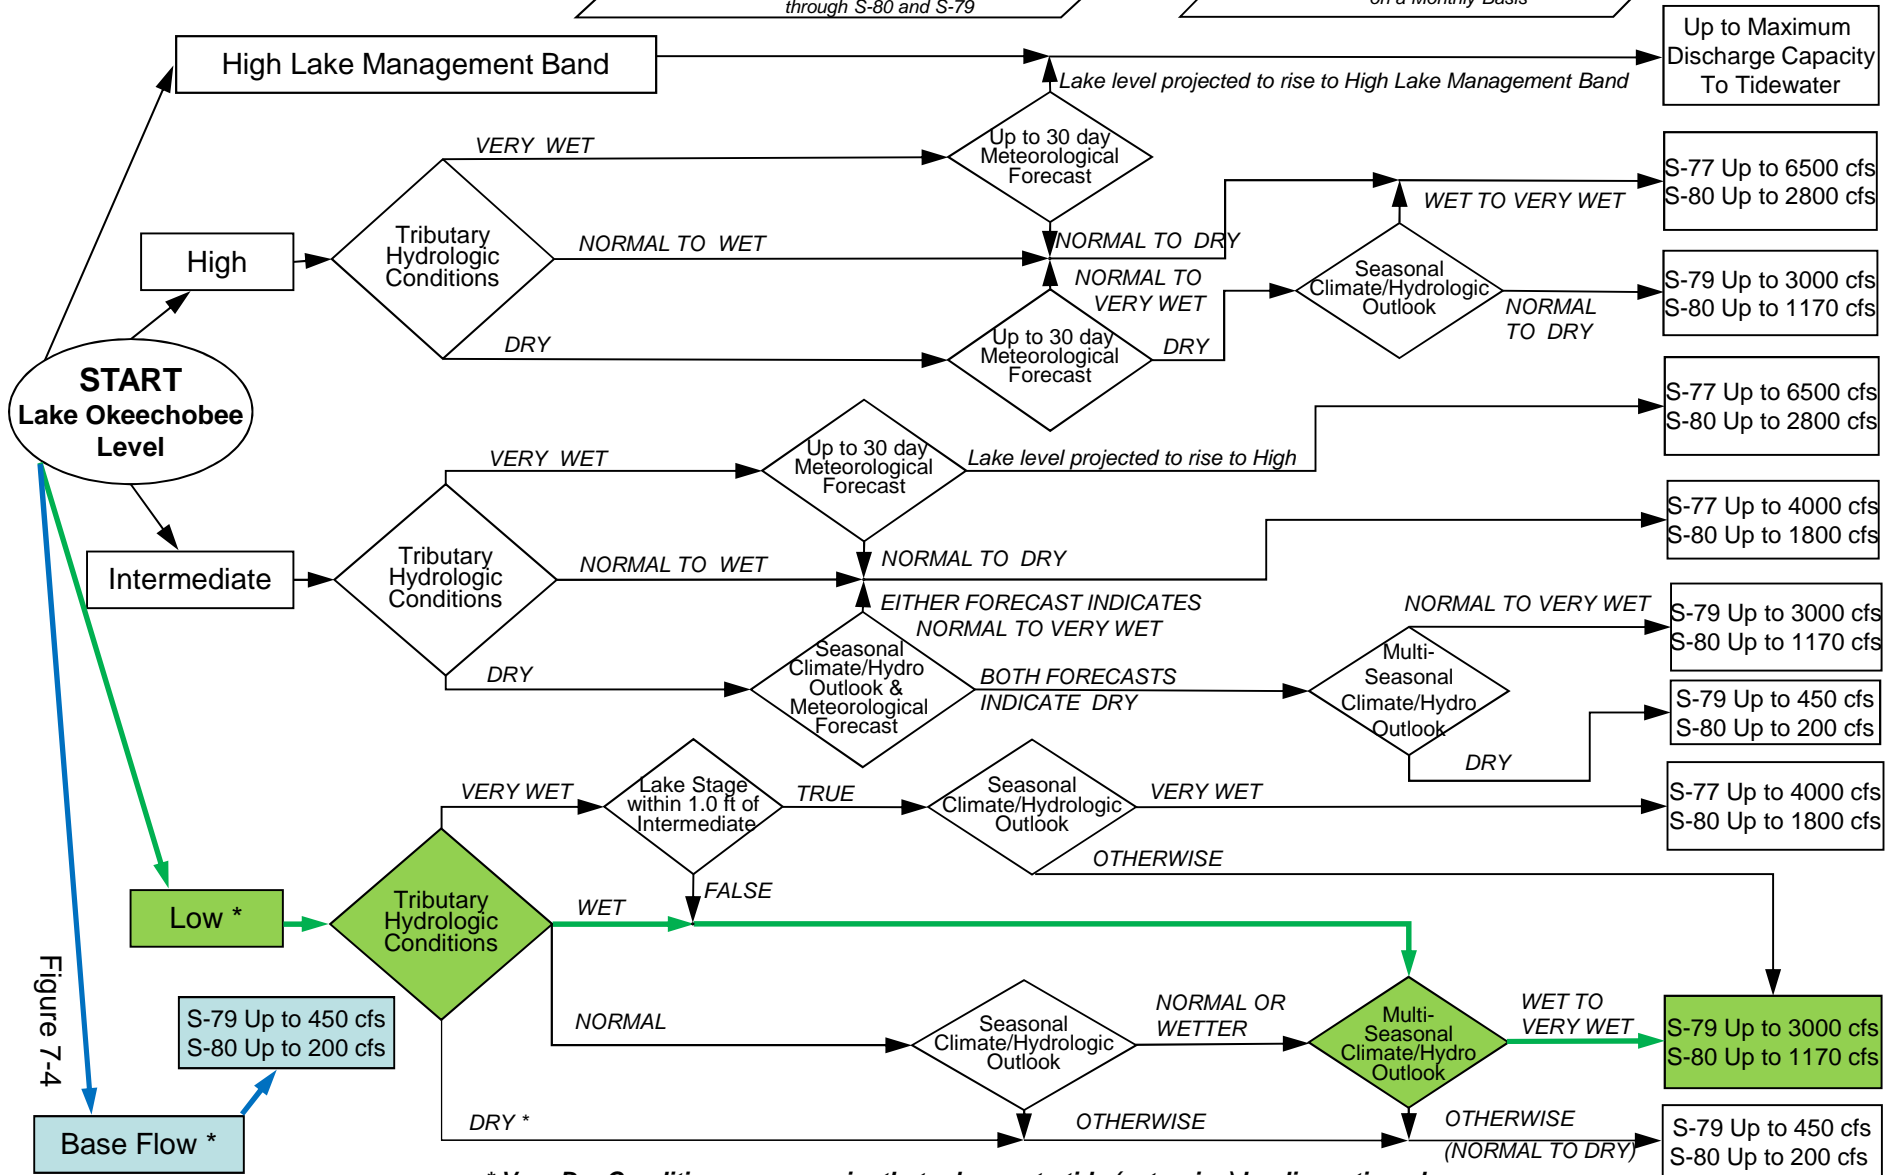 through S-80 and S-79
on a Monthly Basis
High Lake Management Band
Lake level projected to rise to High Lake Management Band
Up to Maximum
Discharge Capacity
To Tidewater
VERY WET
Up to 30 day
Meteorological
Forecast
S-77 Up to 6500 cfs
S-80 Up to 2800 cfs
WET TO VERY WET
High
Tributary
Hydrologic
Conditions
NORMAL TO WET
NORMAL TO DRY
NORMAL TO
VERY WET
Seasonal
Climate/Hydrologic
Outlook
NORMAL
TO DRY
S-79 Up to 3000 cfs
S-80 Up to 1170 cfs
DRY
Up to 30 day
Meteorological
Forecast
DRY
START
Lake Okeechobee
Level
S-77 Up to 6500 cfs
S-80 Up to 2800 cfs
VERY WET
Up to 30 day
Meteorological
Forecast
Lake level projected to rise to High
S-77 Up to 4000 cfs
S-80 Up to 1800 cfs
Intermediate
Tributary
Hydrologic
Conditions
NORMAL TO WET
NORMAL TO DRY
EITHER FORECAST INDICATES
NORMAL TO VERY WET
NORMAL TO VERY WET
S-79 Up to 3000 cfs
S-80 Up to 1170 cfs
DRY
Seasonal
Climate/Hydro
Outlook &
Meteorological
Forecast
BOTH FORECASTS
INDICATE DRY
Multi-
Seasonal
Climate/Hydro
Outlook
S-79 Up to 450 cfs
S-80 Up to 200 cfs
DRY
VERY WET
Lake Stage
within 1.0 ft of
Intermediate
TRUE
Seasonal
Climate/Hydrologic
Outlook
VERY WET
S-77 Up to 4000 cfs
S-80 Up to 1800 cfs
OTHERWISE
FALSE
Low *
Tributary
Hydrologic
Conditions
WET
NORMAL
Seasonal
Climate/Hydrologic
Outlook
NORMAL OR
WETTER
Multi-
Seasonal
Climate/Hydro
Outlook
WET TO
VERY WET
S-79 Up to 3000 cfs
S-80 Up to 1170 cfs
Figure 7-4
S-79 Up to 450 cfs
S-80 Up to 200 cfs
Base Flow *
DRY *
OTHERWISE
OTHERWISE
(NORMAL TO DRY)
S-79 Up to 450 cfs
S-80 Up to 200 cfs